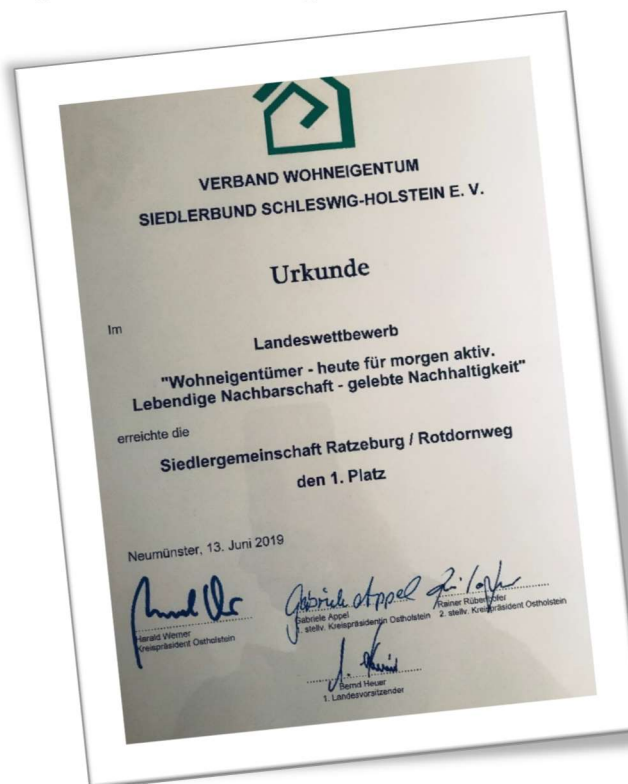 VERBAND WOHNEIGENTUM
SIEDLERBUND SCHLESWIG-HOLSTEIN E. V.
Urkunde
Im
Landeswettbewerb
"Wohneigentümer - heute für morgen aktiv.
Lebendige Nachbarschaft - gelebte Nachhaltigkeit"
erreichte die
Siedlergemeinschaft Ratzeburg / Rotdornweg
den 1. Platz
Neumünster, 13. Juni 2019
Gabriele Appel
Harald Werner
Kreispräsident Ostholstein
Gabriele Appel
1. stellv. Kreispräsidentin Ostholstein
Rainer Rübenhofer
2. stellv. Kreispräsident Ostholstein
Bernd Heuer
1. Landesvorsitzender